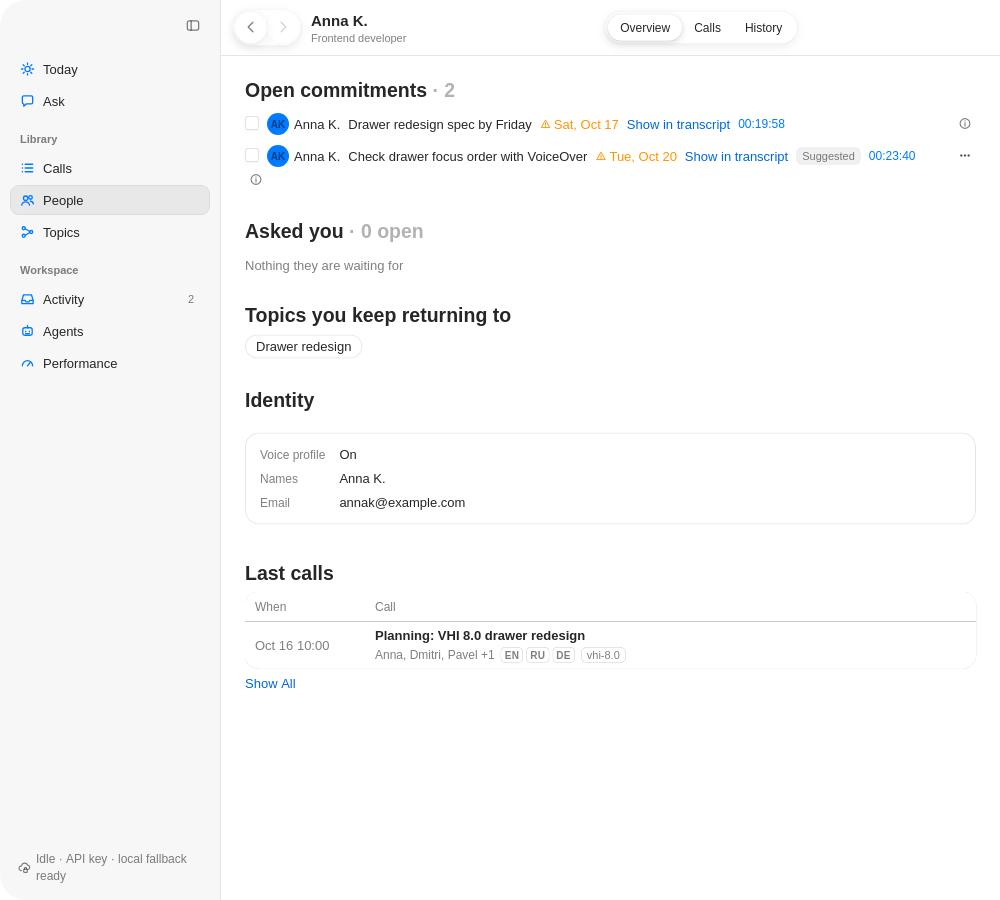 Anna K.
Frontend developer
Overview Calls History
Today
Ask
Library
Calls
People
Topics
Workspace
Activity 2
Agents
Performance
Idle · API key · local fallback
ready
Open commitments · 2
AK Anna K. Drawer redesign spec by Friday Sat, Oct 17 Show in transcript 00:19:58
AK Anna K. Check drawer focus order with VoiceOver Tue, Oct 20 Show in transcript Suggested 00:23:40
Asked you · 0 open
Nothing they are waiting for
Topics you keep returning to
Drawer redesign
Identity
Voice profile On
Names Anna K.
Email annak@example.com
Last calls
When Call
Oct 16 10:00 Planning: VHI 8.0 drawer redesign
Anna, Dmitri, Pavel +1 EN RU DE vhi-8.0
Show All